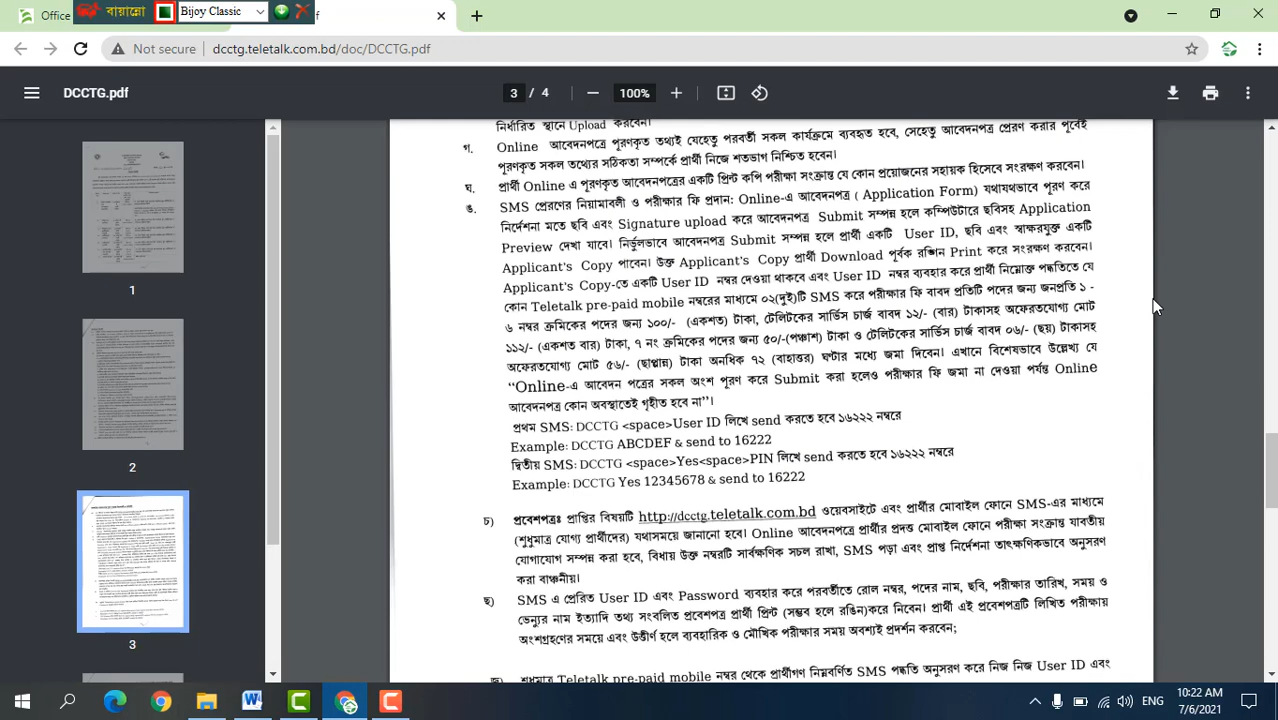 Office
বায়ান্নো
Bijoy Classic
f
Not secure
dcctg.teletalk.com.bd/doc/DCCTG.pdf
DCCTG.pdf
3 / 4
100%
নির্ধারিত স্থানে Upload করবেন।
গ. Online আবেদনপত্রে পূরণকৃত তথ্যই যেহেতু পরবর্তী সকল কার্যক্রমে ব্যবহৃত হবে, সেহেতু আবেদনপত্র প্রেরণ করার পূর্বেই
পূরণকৃত সকল তথ্যের সঠিকতা সম্পর্কে প্রার্থী নিজে শতভাগ নিশ্চিত হবেন।
ঘ. প্রার্থী Online এ পূরণকৃত আবেদনপত্রের একটি প্রিন্ট কপি পরীক্ষা সংক্রান্ত যে কোন প্রয়োজনের সহায়ক হিসেবে সংরক্ষণ করবেন।
ঙ. SMS প্রেরণের নিয়মাবলী ও পরীক্ষার ফি প্রদান: Online-এ আবেদনপত্র ( Application Form) যথাযথভাবে পূরণ করে
নির্দেশনা মতে ছবি এবং Signature upload করে আবেদনপত্র Submit সম্পন্ন হলে কম্পিউটারে ছবিসহ Application
Preview দেখা যাবে। নির্ভুলভাবে আবেদনপত্র Submit সম্পন্ন হলে প্রার্থী একটি User ID, ছবি এবং স্বাক্ষরযুক্ত একটি
Applicant's Copy পাবেন। উক্ত Applicant's Copy প্রার্থী Download পূর্বক রঙ্গিন Print করে সংরক্ষণ করবেন।
Applicant's Copy-তে একটি User ID নম্বর দেওয়া থাকবে এবং User ID নম্বর ব্যবহার করে প্রার্থী নিম্নোক্ত পদ্ধতিতে যে
কোন Teletalk pre-paid mobile নম্বরের মাধ্যমে ০২(দুই)টি SMS করে পরীক্ষার ফি বাবদ প্রতিটি পদের জন্য জনপ্রতি ১ -
৬ নম্বর ক্রমিকের পদের জন্য ১০০/- (একশত) টাকা, টেলিটকের সার্ভিস চার্জ বাবদ ১২/- (বার) টাকাসহ অফেরতযোগ্য মোট
১১২/- (একশত বার) টাকা, ৭ নং ক্রমিকের পদের জন্য ৫০/-(পঞ্চাশ) টাকা ও টেলিটকের সার্ভিস চার্জ বাবদ ০৬/- (ছয়) টাকাসহ
অফেরতযোগ্য মোট ৫৬/- (ছাপ্পান্ন) টাকা অনধিক ৭২ (বাহাত্তর) ঘণ্টার মধ্যে জমা দিবেন। এখানে বিশেষভাবে উল্লেখ্য যে
“Online-এ আবেদন পত্রের সকল অংশ পূরণ করে Submit করা হলেও পরীক্ষার ফি জমা না দেওয়া পর্যন্ত Online
আবেদনপত্র কোন অবস্থাতেই গৃহীত হবে না”।
প্রথম SMS: DCCTG <space>User ID লিখে send করতে হবে ১৬২২২ নম্বরে
Example: DCCTG ABCDEF & send to 16222
দ্বিতীয় SMS: DCCTG <space>Yes<space>PIN লিখে send করতে হবে ১৬২২২ নম্বরে
Example: DCCTG Yes 12345678 & send to 16222
চ) প্রবেশপত্র প্রাপ্তির বিষয়টি http://dcctg.teletalk.com.bd ওয়েবসাইটে এবং প্রার্থীর মোবাইল ফোনে SMS-এর মাধ্যমে
(শুধুমাত্র যোগ্য প্রার্থীদের) যথাসময়ে জানানো হবে। Online আবেদনপত্রে প্রার্থীর প্রদত্ত মোবাইল ফোনে পরীক্ষা সংক্রান্ত যাবতীয়
যোগাযোগ সম্পন্ন করা হবে, বিধায় উক্ত নম্বরটি সার্বক্ষণিক সচল রাখা, SMS পড়া এবং প্রাপ্ত নির্দেশনা তাৎক্ষণিকভাবে অনুসরণ
করা বাঞ্ছনীয়।
ছ) SMS এ প্রেরিত User ID এবং Password ব্যবহার করে পরবর্তীতে রোল নম্বর, পদের নাম, ছবি, পরীক্ষার তারিখ, সময় ও
ভেন্যুর নাম ইত্যাদি তথ্য সংবলিত প্রবেশপত্র প্রার্থী প্রিন্ট (সম্ভব হলে রঙিন)করে নিবেন। প্রার্থী এই প্রবেশপত্রটি লিখিত পরীক্ষায়
অংশগ্রহণের সময়ে এবং উত্তীর্ণ হলে ব্যবহারিক ও মৌখিক পরীক্ষার সময় অবশ্যই প্রদর্শন করবেন;
জ) শুধুমাত্র Teletalk pre-paid mobile নম্বর থেকে প্রার্থীগণ নিম্নবর্ণিত SMS পদ্ধতি অনুসরণ করে নিজ নিজ User ID এবং
1
2
3
ENG
10:22 AM
7/6/2021